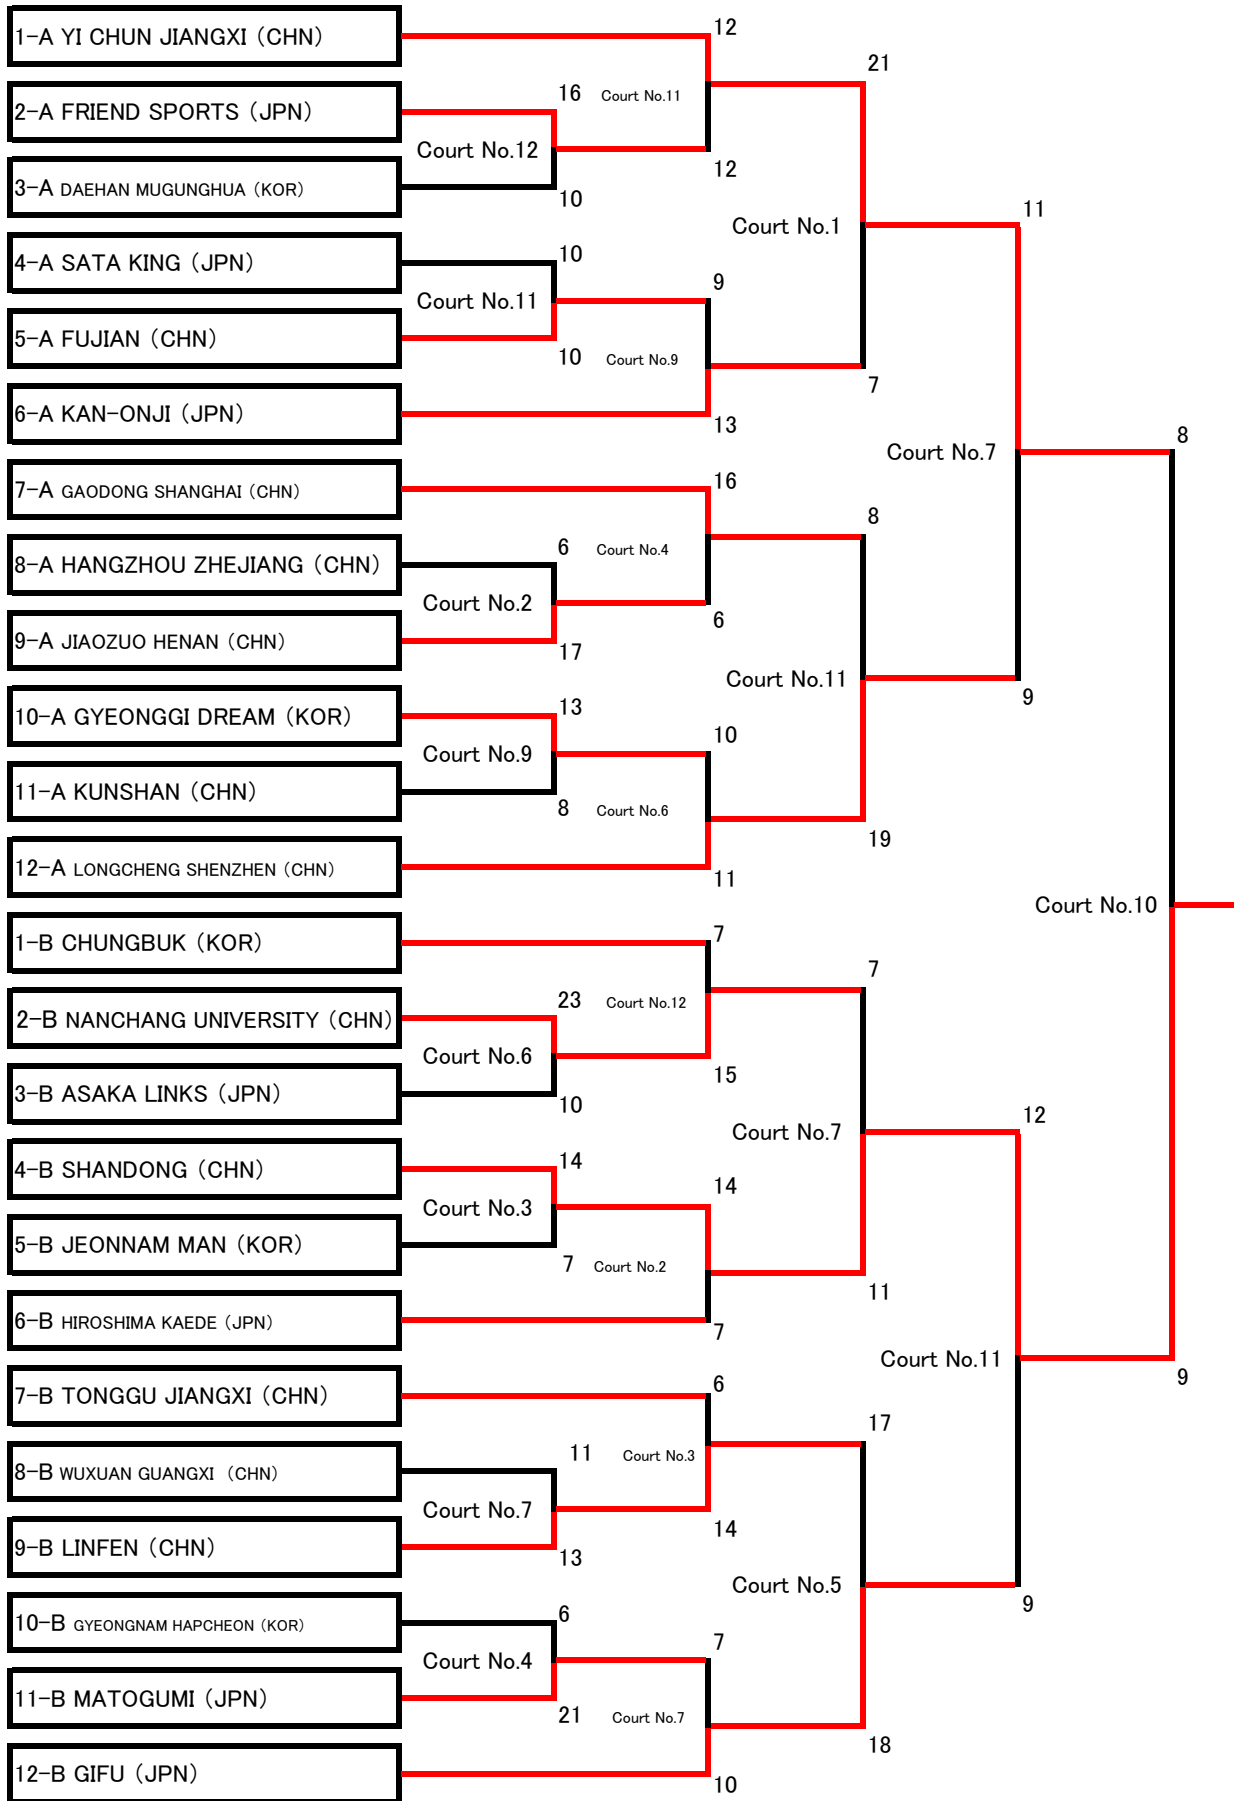 1-A YI CHUN JIANGXI (CHN)
12
21
2-A FRIEND SPORTS (JPN)
16 Court No.11
Court No.12
12
3-A DAEHAN MUGUNGHUA (KOR)
10
11
Court No.1
4-A SATA KING (JPN)
10
9
Court No.11
5-A FUJIAN (CHN)
10 Court No.9
7
6-A KAN-ONJI (JPN)
13
8
Court No.7
7-A GAODONG SHANGHAI (CHN)
16
8
8-A HANGZHOU ZHEJIANG (CHN)
6 Court No.4
Court No.2
6
9-A JIAOZUO HENAN (CHN)
17
Court No.11
9
10-A GYEONGGI DREAM (KOR)
13
10
Court No.9
11-A KUNSHAN (CHN)
8 Court No.6
19
12-A LONGCHENG SHENZHEN (CHN)
11
Court No.10
1-B CHUNGBUK (KOR)
7
7
2-B NANCHANG UNIVERSITY (CHN)
23 Court No.12
Court No.6
15
3-B ASAKA LINKS (JPN)
10
12
Court No.7
4-B SHANDONG (CHN)
14
14
Court No.3
5-B JEONNAM MAN (KOR)
7 Court No.2
11
6-B HIROSHIMA KAEDE (JPN)
7
Court No.11
9
7-B TONGGU JIANGXI (CHN)
6
17
11 Court No.3
8-B WUXUAN GUANGXI (CHN)
Court No.7
14
9-B LINFEN (CHN)
13
Court No.5
9
10-B GYEONGNAM HAPCHEON (KOR)
6
7
Court No.4
11-B MATOGUMI (JPN)
21 Court No.7
18
12-B GIFU (JPN)
10